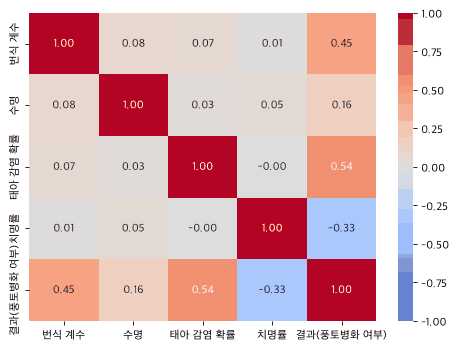 번식 계수
수명
태아 감염 확률
치명률
결과(풍토병화 여부)
1.00 0.08 0.07 0.01 0.45
0.08 1.00 0.03 0.05 0.16
0.07 0.03 1.00 -0.00 0.54
0.01 0.05 -0.00 1.00 -0.33
0.45 0.16 0.54 -0.33 1.00
번식 계수 수명 태아 감염 확률 치명률 결과(풍토병화 여부)
1.00
0.75
0.50
0.25
0.00
-0.25
-0.50
-0.75
-1.00